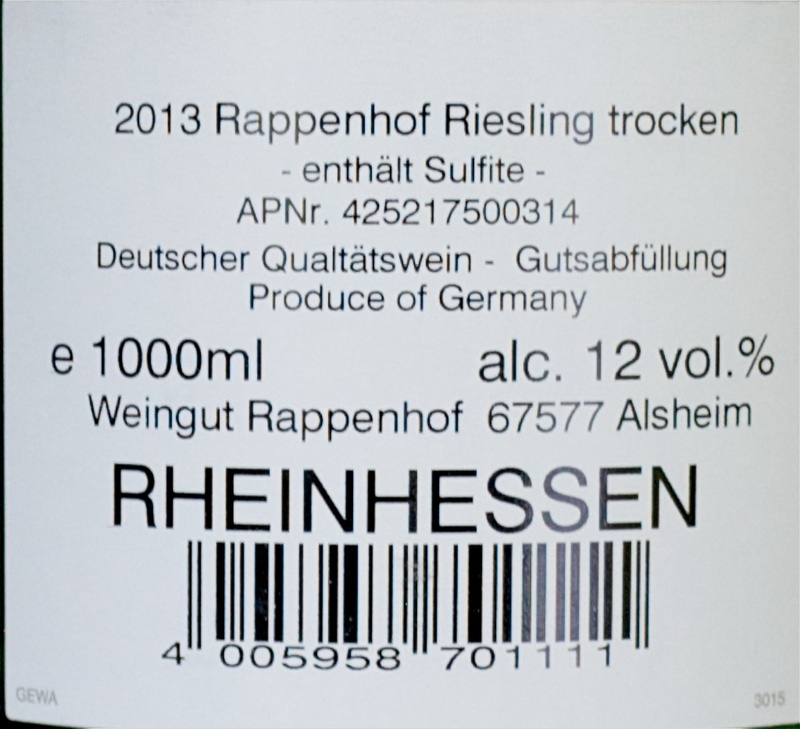 2013 Rappenhof Riesling trocken
- enthält Sulfite -
APNr. 425217500314
Deutscher Qualtätswein - Gutsabfüllung
Produce of Germany
e 1000ml alc. 12 vol.%
Weingut Rappenhof 67577 Alsheim
RHEINHESSEN
4 005958 701111
GEWA 3015